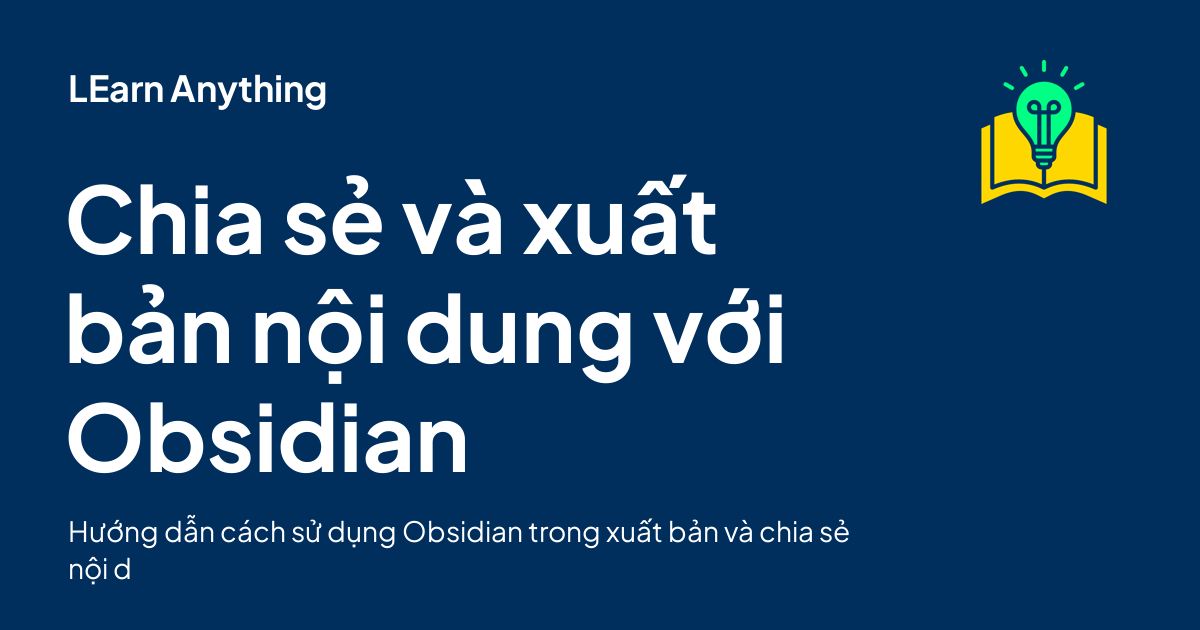 LEarn Anything
Chia sẻ và xuất
bản nội dung với
Obsidian
Hướng dẫn cách sử dụng Obsidian trong xuất bản và chia sẻ
nội d